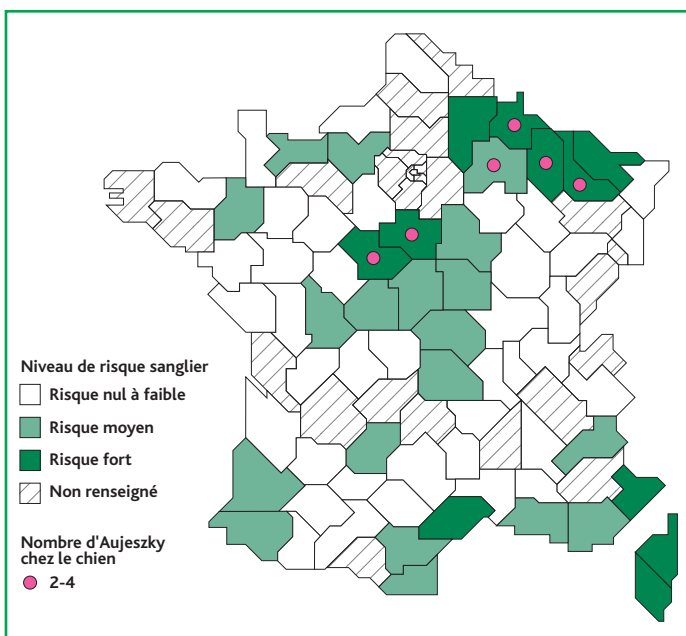 Niveau de risque sanglier
Risque nul à faible
Risque moyen
Risque fort
Non renseigné
Nombre d'Aujeszky
chez le chien
2-4